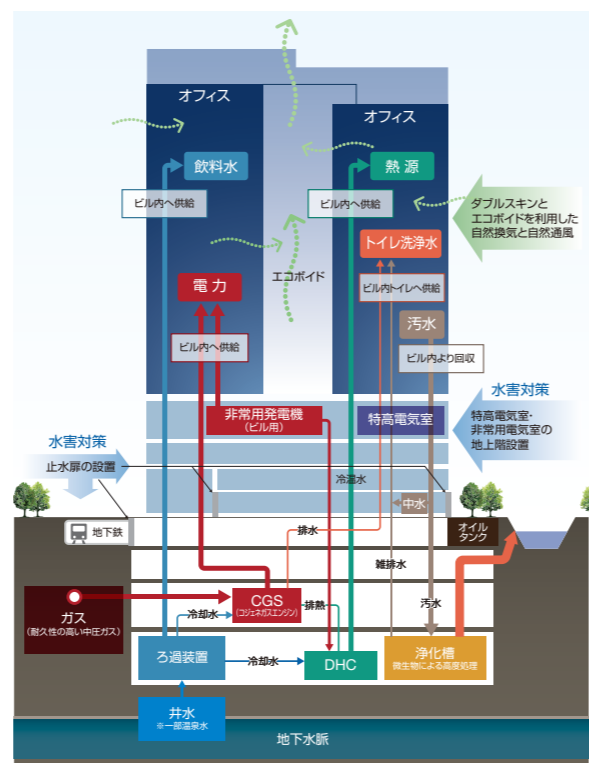 オフィス
オフィス
飲料水
熱源
ビル内へ供給
ビル内へ供給
ダブルスキンと
エコボイドを利用した
自然換気と自然通風
トイレ洗浄水
エコボイド
電力
ビル内トイレへ供給
汚水
ビル内へ供給
ビル内より回収
水害対策
非常用発電機
(ビル用)
特高電気室
特高電気室・
非常用電気室の
地上階設置
水害対策
止水扉の設置
冷温水
中水
地下鉄
排水
オイル
タンク
雑排水
ガス
(耐久性の高い中圧ガス)
CGS
(コジェネガスエンジン)
排熱
汚水
冷却水
ろ過装置
冷却水
DHC
浄化槽
微生物による高度処理
井水
※一部温泉水
地下水脈